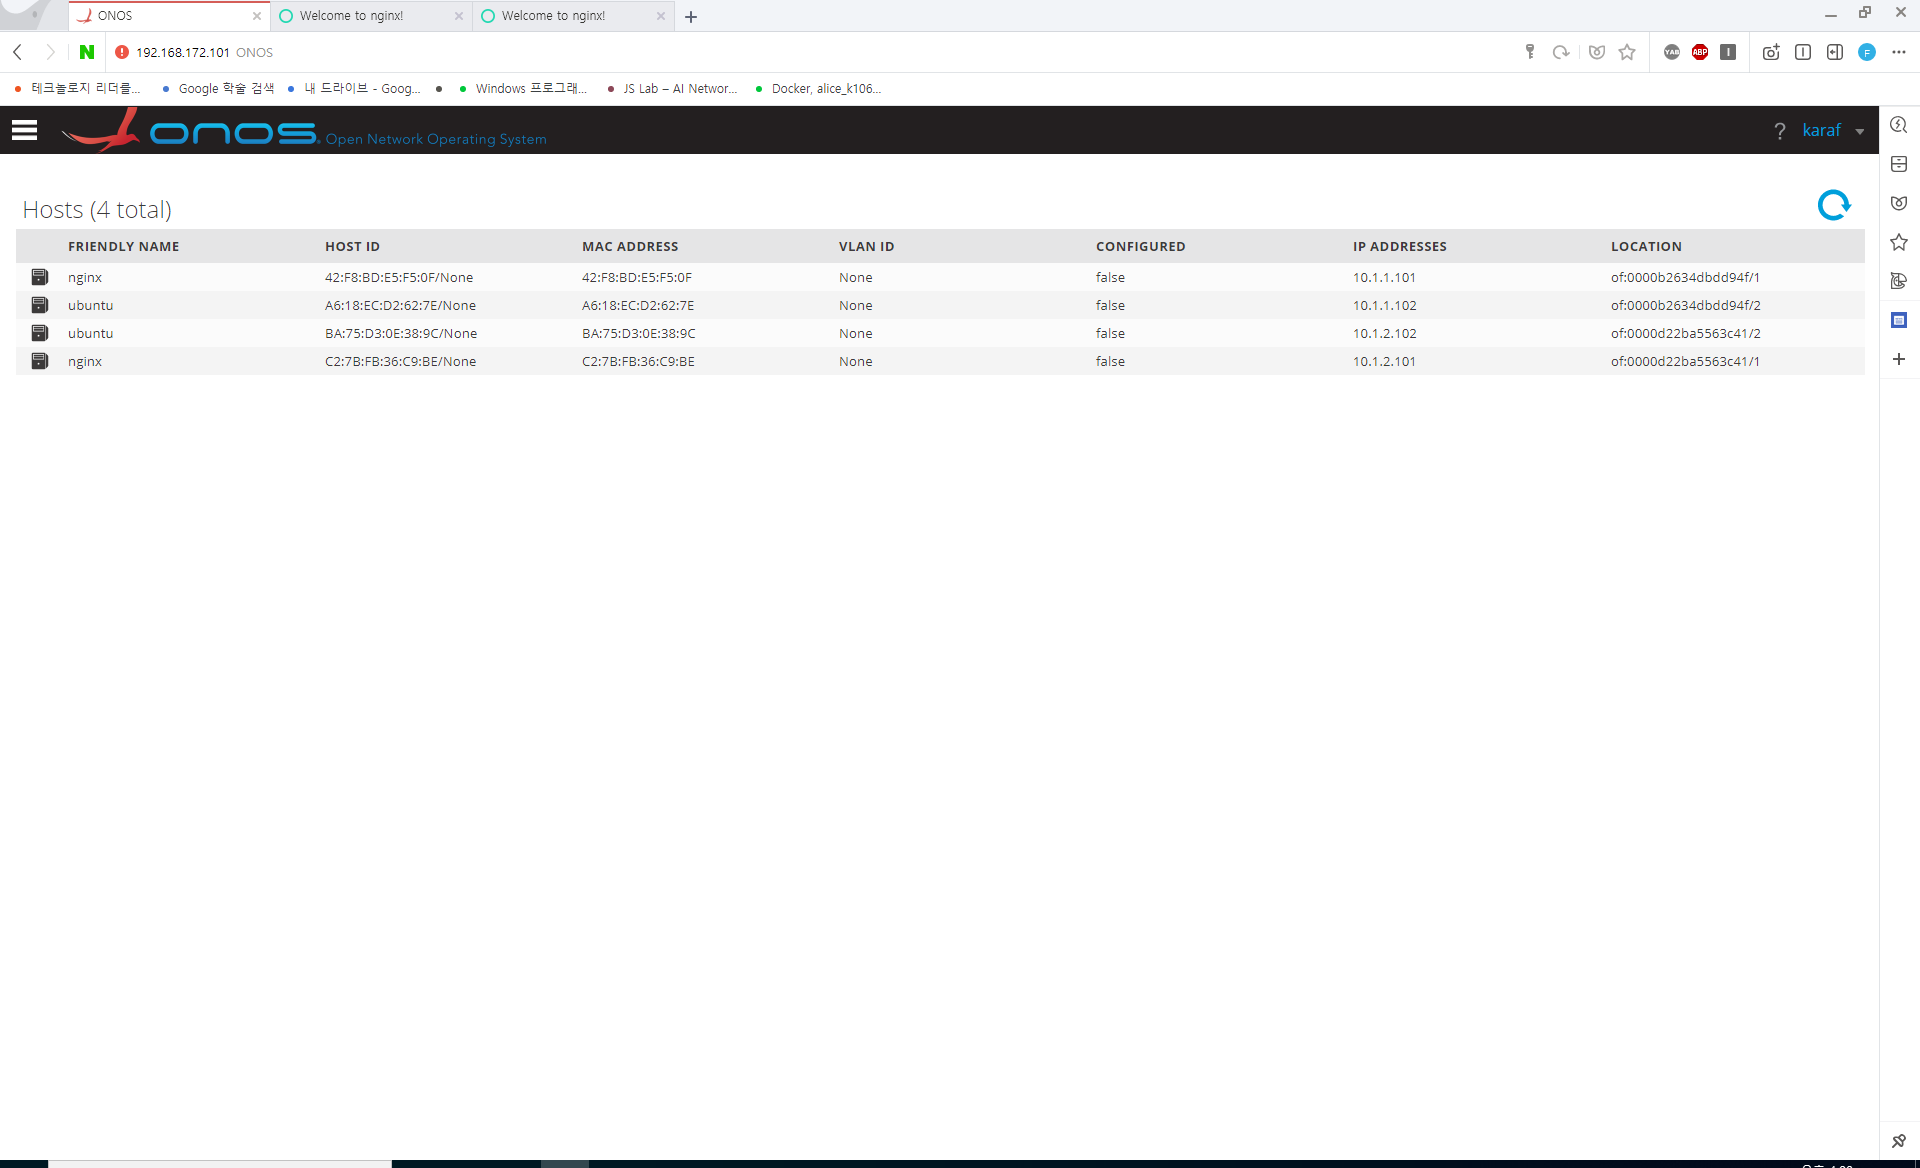 ONOS
Welcome to nginx!
Welcome to nginx!
N 192.168.172.101 ONOS
YAB ABP I F
테크놀로지 리더를... Google 학술 검색 내 드라이브 - Goog... Windows 프로그래... JS Lab – AI Networ... Docker, alice_k106...
onos Open Network Operating System ? karaf
Hosts (4 total)
FRIENDLY NAME HOST ID MAC ADDRESS VLAN ID CONFIGURED IP ADDRESSES LOCATION
nginx 42:F8:BD:E5:F5:0F/None 42:F8:BD:E5:F5:0F None false 10.1.1.101 of:0000b2634dbdd94f/1
ubuntu A6:18:EC:D2:62:7E/None A6:18:EC:D2:62:7E None false 10.1.1.102 of:0000b2634dbdd94f/2
ubuntu BA:75:D3:0E:38:9C/None BA:75:D3:0E:38:9C None false 10.1.2.102 of:0000d22ba5563c41/2
nginx C2:7B:FB:36:C9:BE/None C2:7B:FB:36:C9:BE None false 10.1.2.101 of:0000d22ba5563c41/1